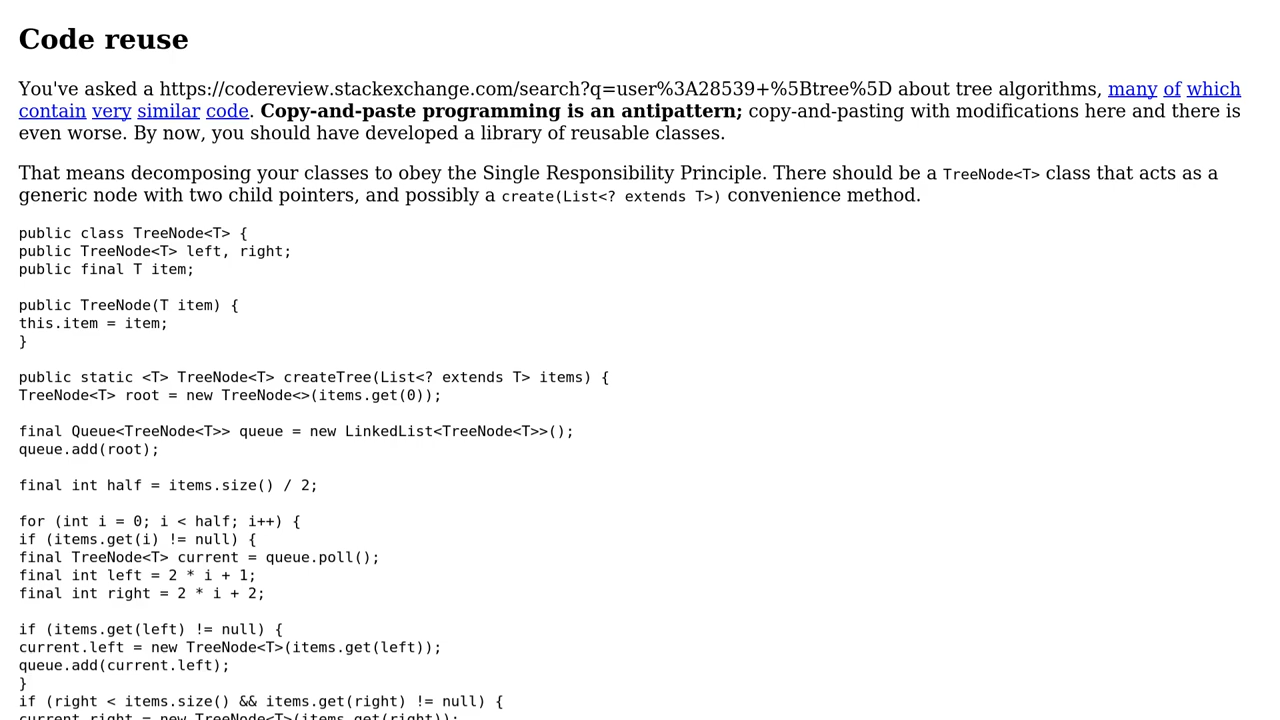 Code reuse
You've asked a https://codereview.stackexchange.com/search?q=user%3A28539+%5Btree%5D about tree algorithms, many of which
contain very similar code. Copy-and-paste programming is an antipattern; copy-and-pasting with modifications here and there is
even worse. By now, you should have developed a library of reusable classes.
That means decomposing your classes to obey the Single Responsibility Principle. There should be a TreeNode<T> class that acts as a
generic node with two child pointers, and possibly a create(List<? extends T>) convenience method.
public class TreeNode<T> {
public TreeNode<T> left, right;
public final T item;
public TreeNode(T item) {
this.item = item;
}
public static <T> TreeNode<T> createTree(List<? extends T> items) {
TreeNode<T> root = new TreeNode<>(items.get(0));
final Queue<TreeNode<T>> queue = new LinkedList<TreeNode<T>>();
queue.add(root);
final int half = items.size() / 2;
for (int i = 0; i < half; i++) {
if (items.get(i) != null) {
final TreeNode<T> current = queue.poll();
final int left = 2 * i + 1;
final int right = 2 * i + 2;
if (items.get(left) != null) {
current.left = new TreeNode<T>(items.get(left));
queue.add(current.left);
}
if (right < items.size() && items.get(right) != null) {
current.right = new TreeNode<T>(items.get(right));